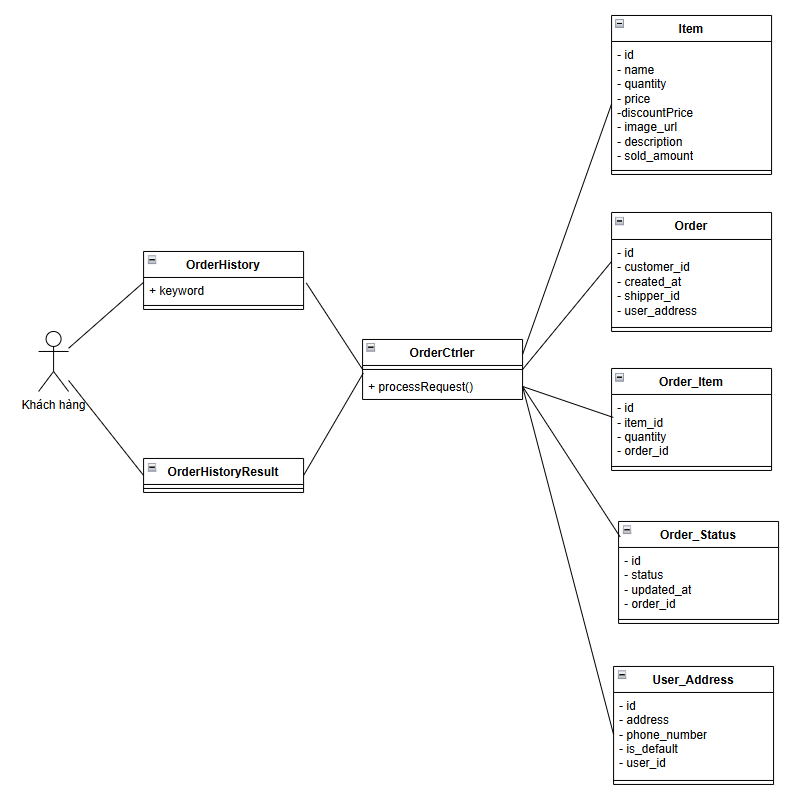 Item
- id
- name
- quantity
- price
-discountPrice
- image_url
- description
- sold_amount
Order
- id
- customer_id
- created_at
- shipper_id
- user_address
OrderHistory
+ keyword
Khách hàng
OrderCtrler
+ processRequest()
Order_Item
- id
- item_id
- quantity
- order_id
OrderHistoryResult
Order_Status
- id
- status
- updated_at
- order_id
User_Address
- id
- address
- phone_number
- is_default
- user_id